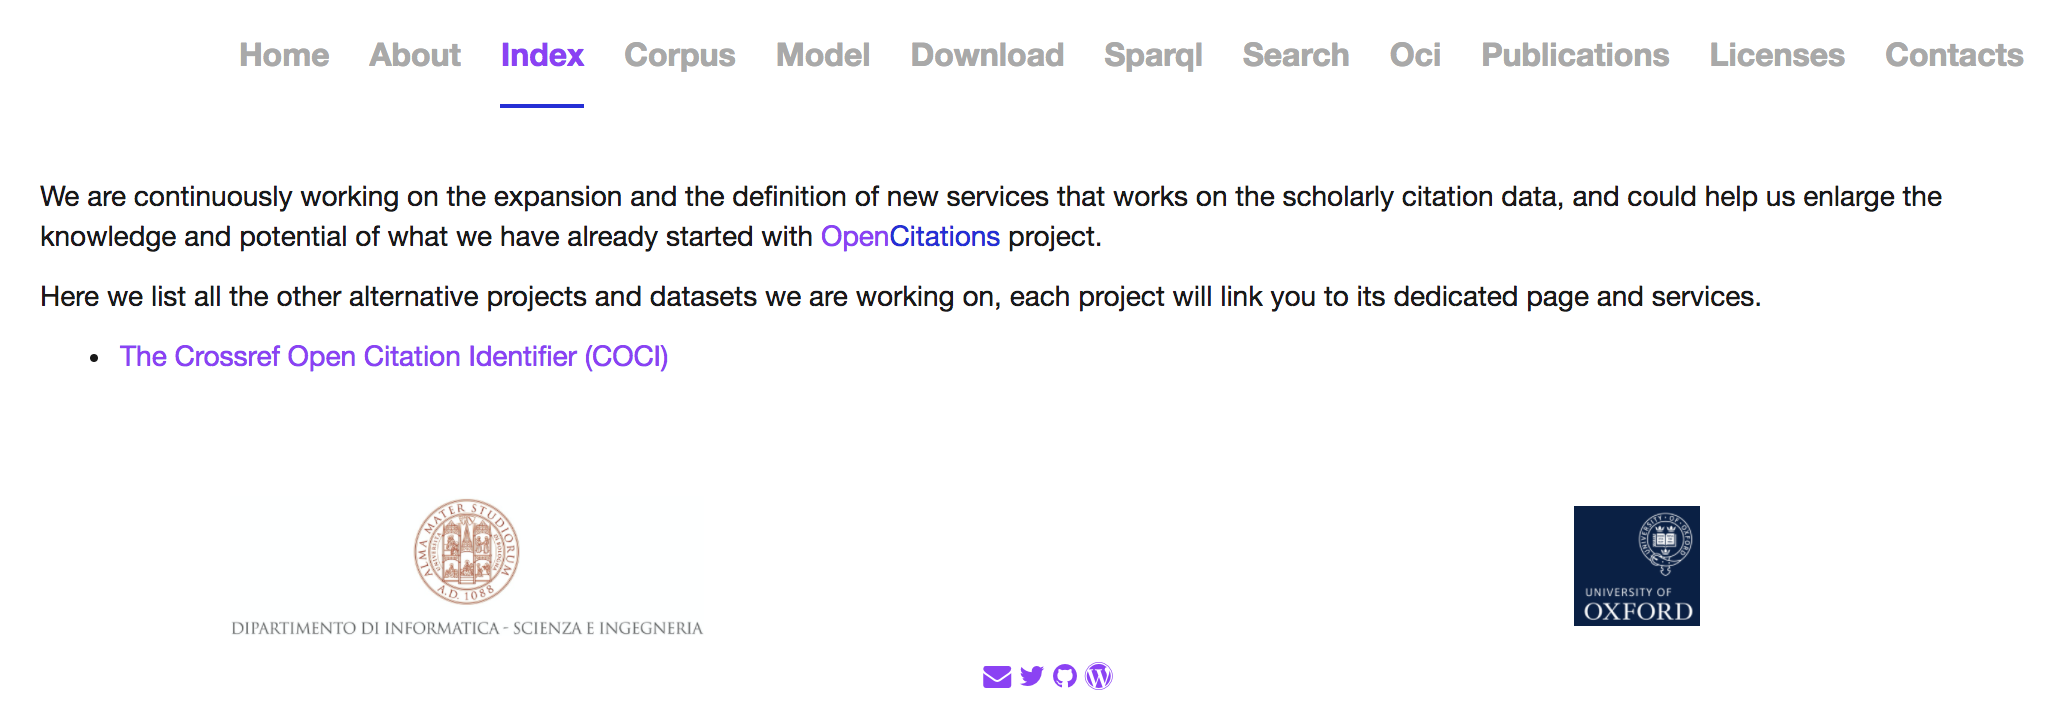 Home About Index Corpus Model Download Sparql Search Oci Publications Licenses Contacts
We are continuously working on the expansion and the definition of new services that works on the scholarly citation data, and could help us enlarge the
knowledge and potential of what we have already started with OpenCitations project.
Here we list all the other alternative projects and datasets we are working on, each project will link you to its dedicated page and services.
• The Crossref Open Citation Identifier (COCI)
ALMA MATER STUDIORUM
A.D. 1088
DIPARTIMENTO DI INFORMATICA - SCIENZA E INGEGNERIA
UNIVERSITY OF OXFORD
UNIVERSITY OF
OXFORD